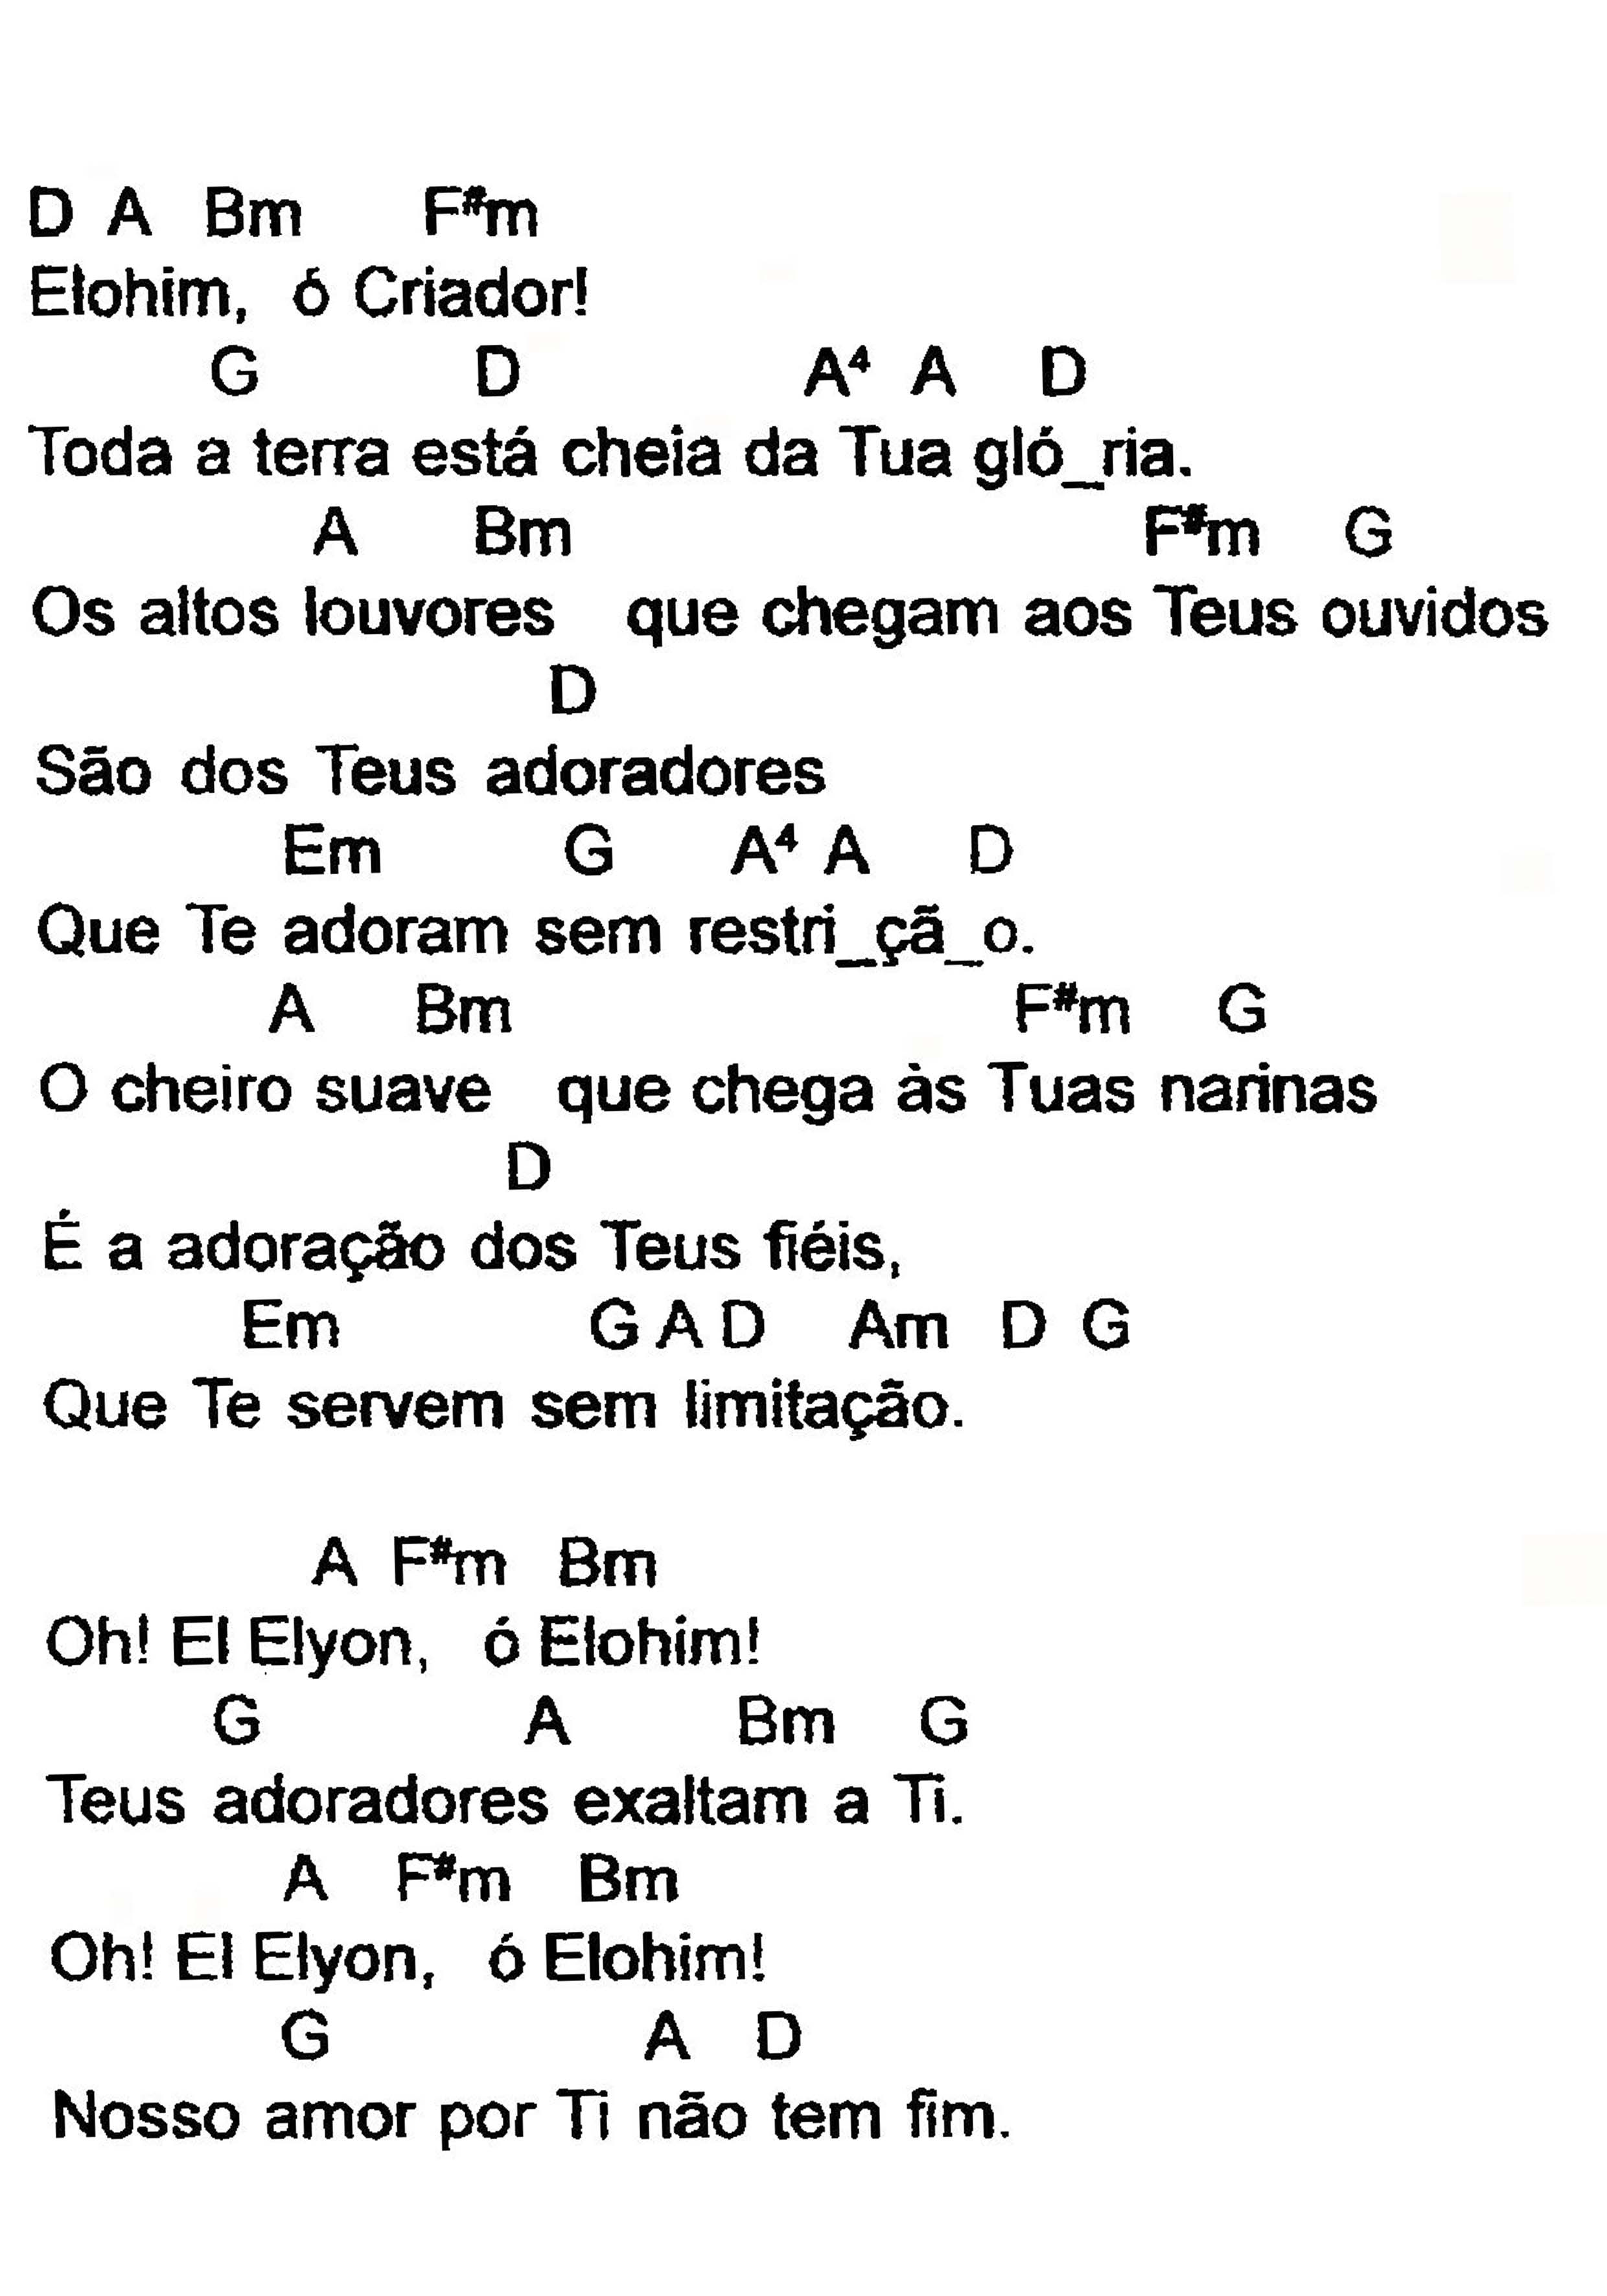 D A Bm F#m
Elohim, ó Criador!
G D A⁴ A D
Toda a terra está cheia da Tua gló_ria.
A Bm F#m G
Os altos louvores que chegam aos Teus ouvidos
D
São dos Teus adoradores
Em G A⁴ A D
Que Te adoram sem restri_çã_o.
A Bm F#m G
O cheiro suave que chega às Tuas narinas
D
É a adoração dos Teus fiéis,
Em G A D Am D G
Que Te servem sem limitação.
A F#m Bm
Oh! El Elyon, ó Elohim!
G A Bm G
Teus adoradores exaltam a Ti.
A F#m Bm
Oh! El Elyon, ó Elohim!
G A D
Nosso amor por Ti não tem fim.